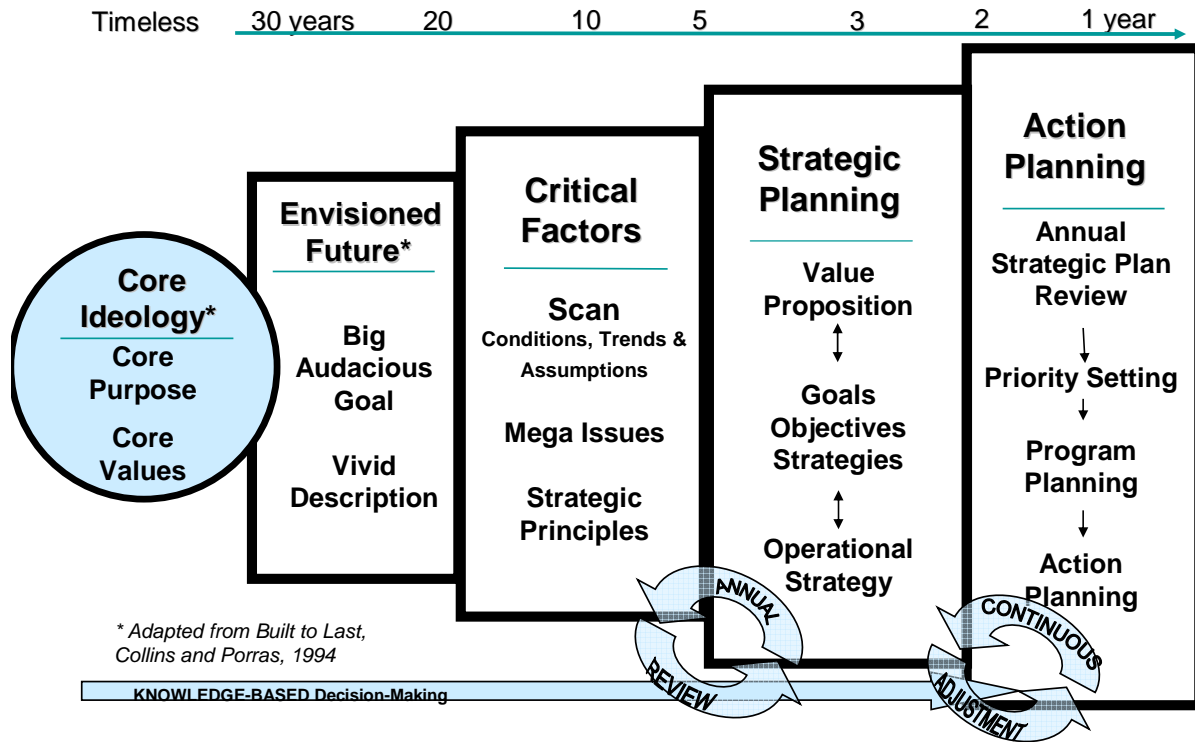 Timeless 30 years 20 10 5 3 2 1 year
Core
Ideology*
Core
Purpose
Core
Values
Envisioned
Future*
Big
Audacious
Goal
Vivid
Description
Critical
Factors
Scan
Conditions, Trends &
Assumptions
Mega Issues
Strategic
Principles
Strategic
Planning
Value
Proposition
Goals
Objectives
Strategies
Operational
Strategy
Action
Planning
Annual
Strategic Plan
Review
Priority Setting
Program
Planning
Action
Planning
ANNUAL
REVIEW
CONTINUOUS
ADJUSTMENT
* Adapted from Built to Last,
Collins and Porras, 1994
KNOWLEDGE-BASED Decision-Making